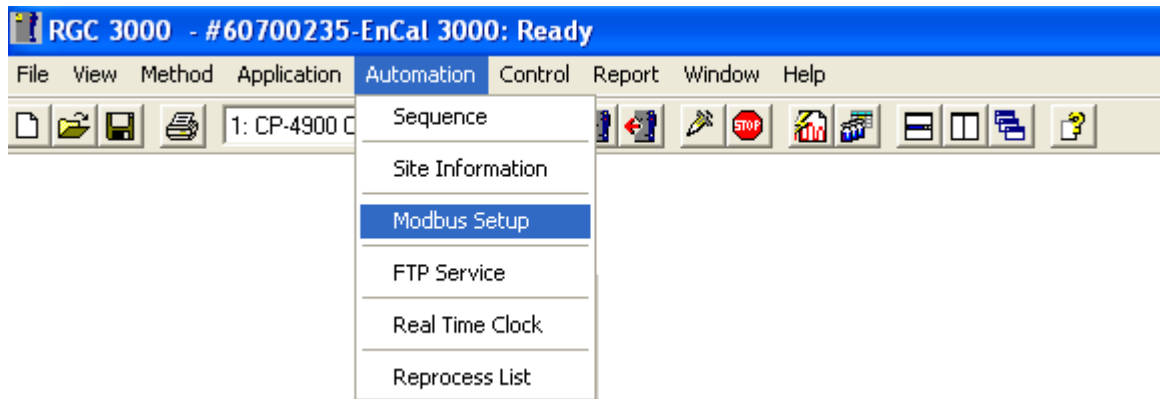 RGC 3000 - #60700235-EnCal 3000: Ready
File View Method Application Automation Control Report Window Help
1: CP-4900 C
STOP
Sequence
Site Information
Modbus Setup
FTP Service
Real Time Clock
Reprocess List